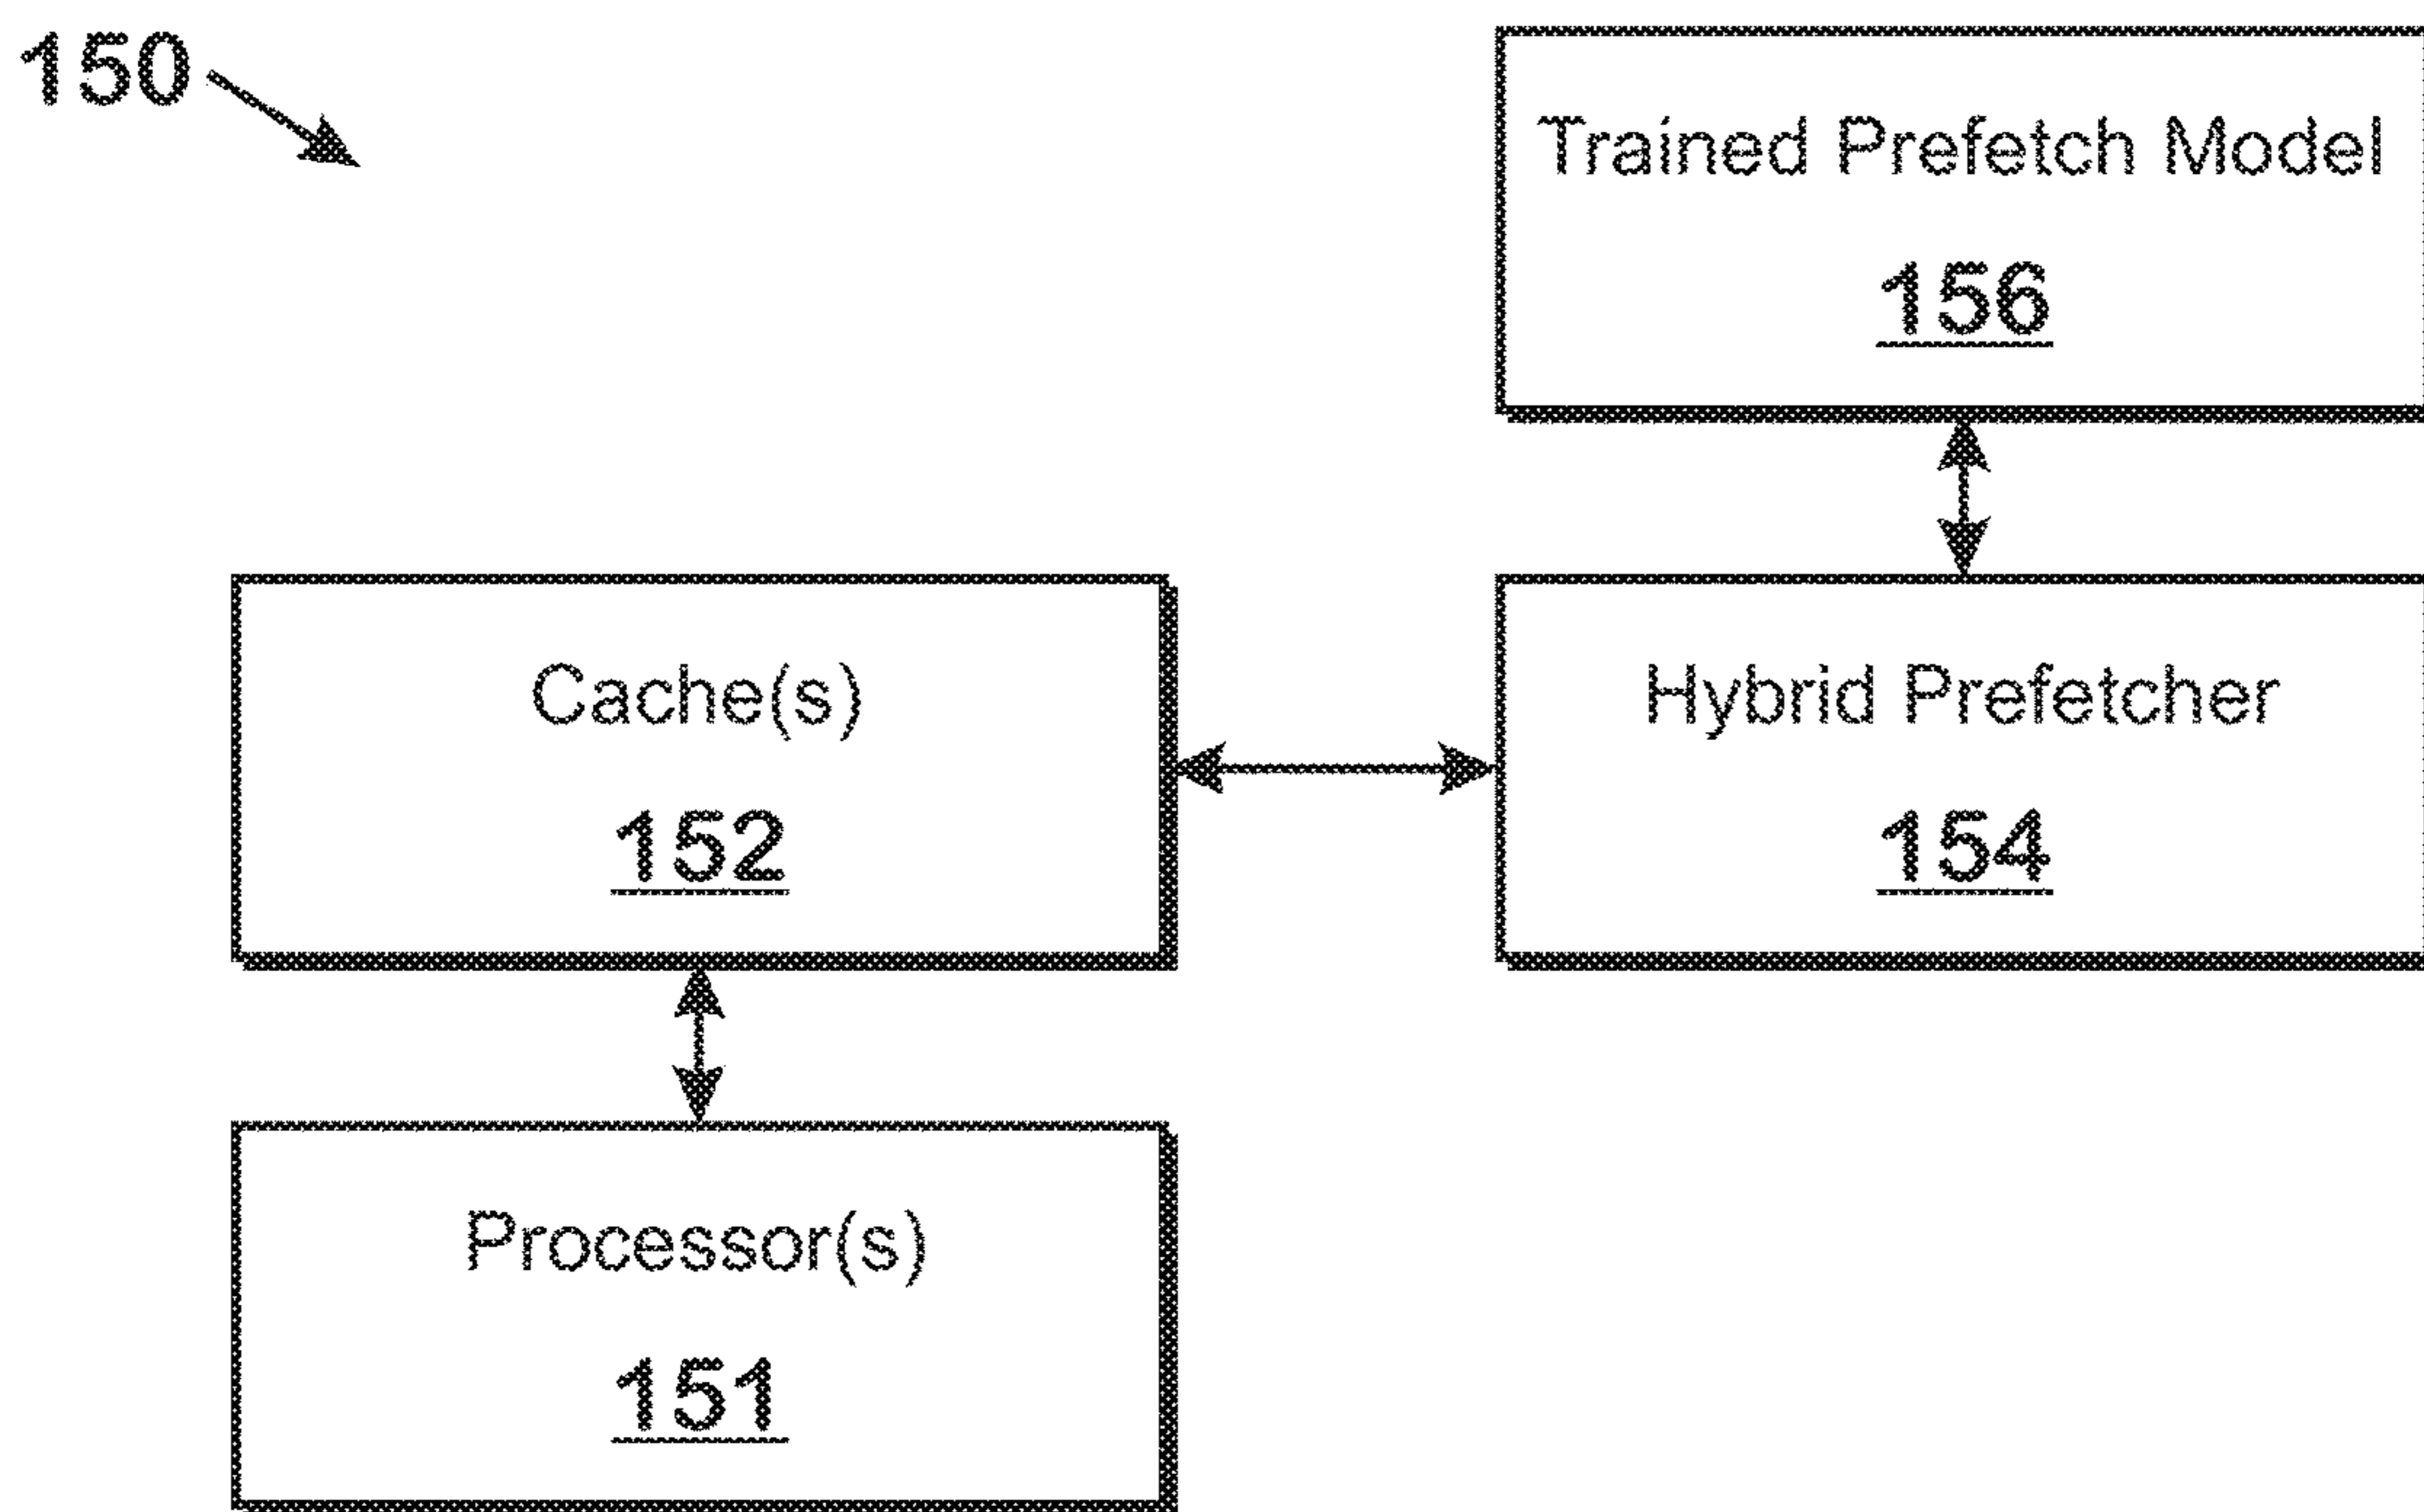 150
Trained Prefetch Model
156
Cache(s)
152
Hybrid Prefetcher
154
Processor(s)
151